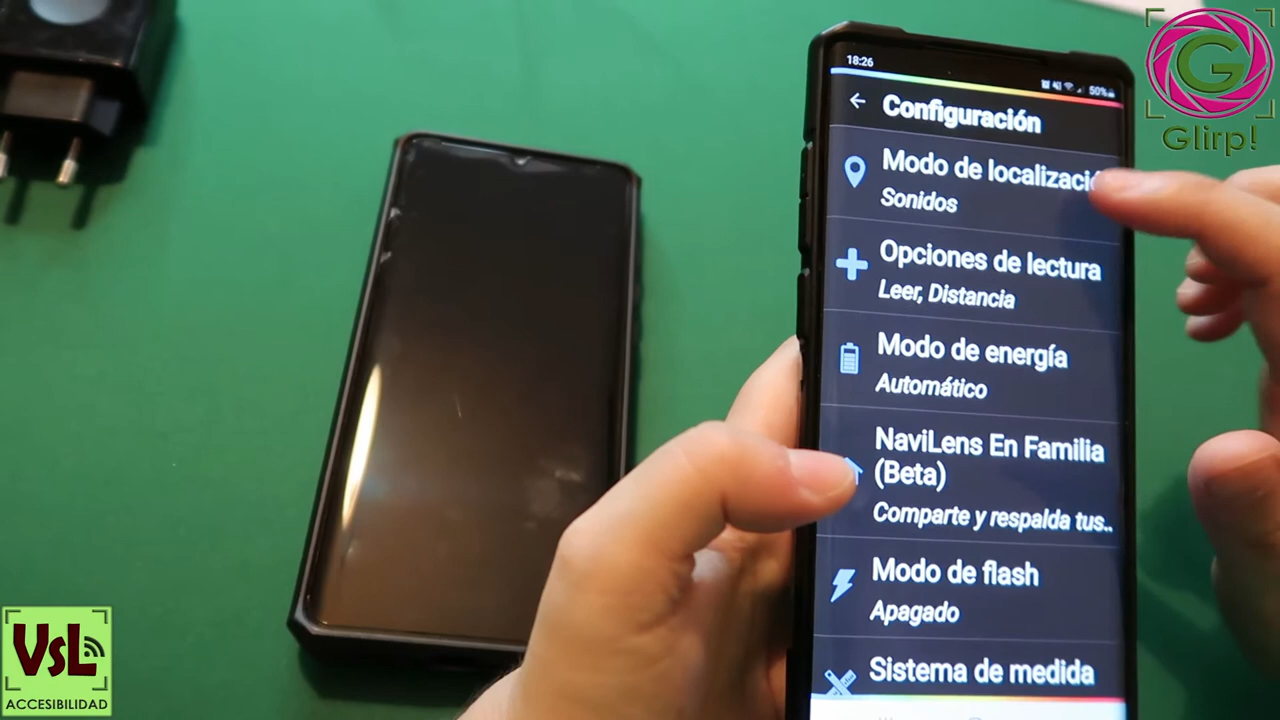 18:26
50%
Configuración
Modo de localizació
Sonidos
Opciones de lectura
Leer, Distancia
Modo de energía
Automático
NaviLens En Familia
(Beta)
Comparte y respalda tus..
Modo de flash
Apagado
Sistema de medida
G
Glirp!
VsL
ACCESIBILIDAD